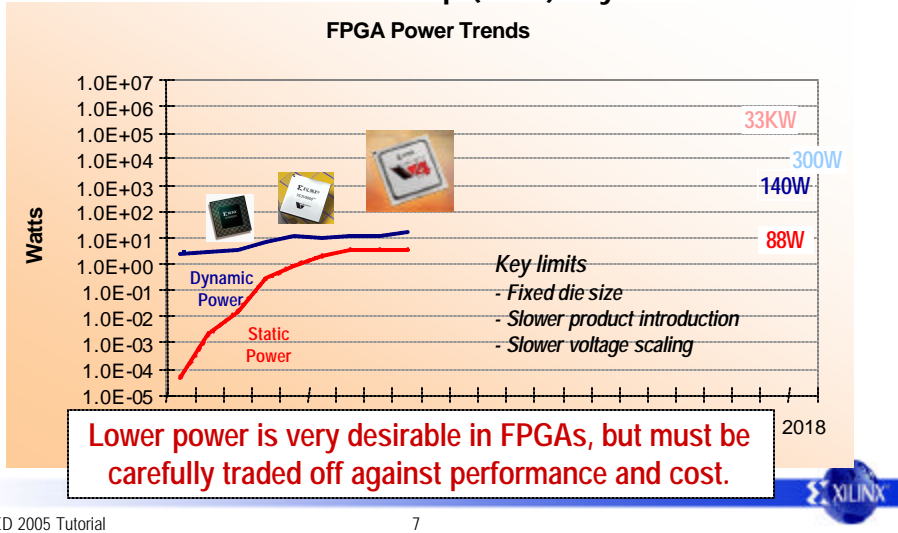 FPGA Power Trends
1.0E+07
1.0E+06
1.0E+05
1.0E+04
1.0E+03
1.0E+02
1.0E+01
1.0E+00
1.0E-01
1.0E-02
1.0E-03
1.0E-04
1.0E-05
Watts
33KW
300W
140W
88W
Dynamic
Power
Static
Power
Key limits
- Fixed die size
- Slower product introduction
- Slower voltage scaling
2018
Lower power is very desirable in FPGAs, but must be
carefully traded off against performance and cost.
XILINX
2005 Tutorial
7